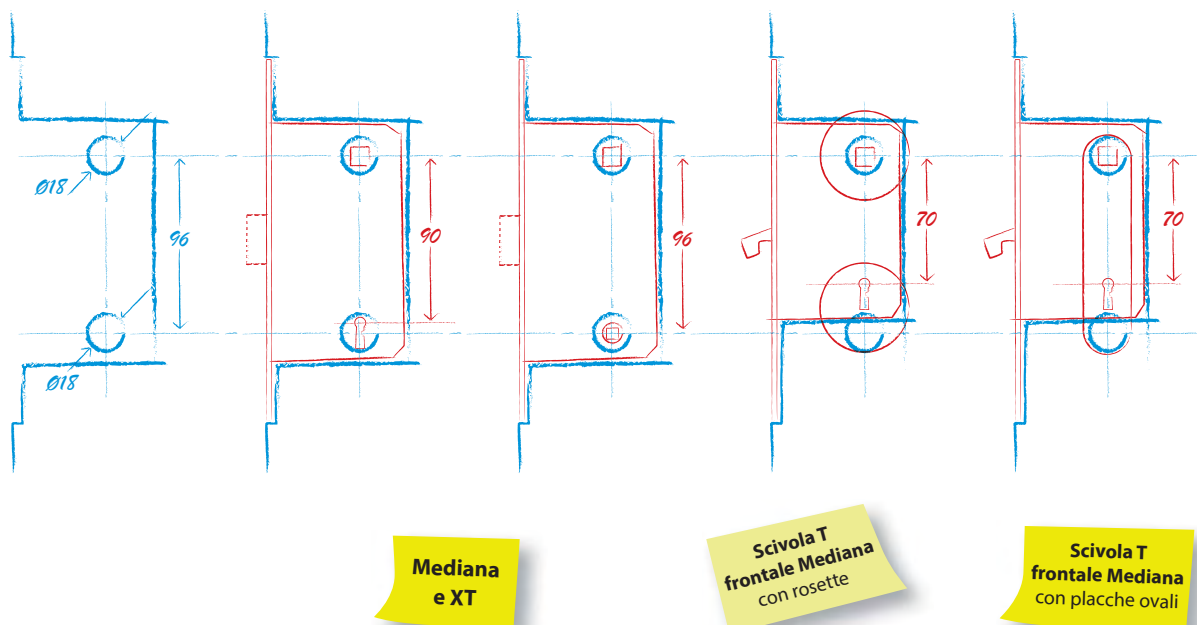 Ø18
96
Ø18
90
96
70
70
Mediana
e XT
Scivola T
frontale Mediana
con rosette
Scivola T
frontale Mediana
con placche ovali